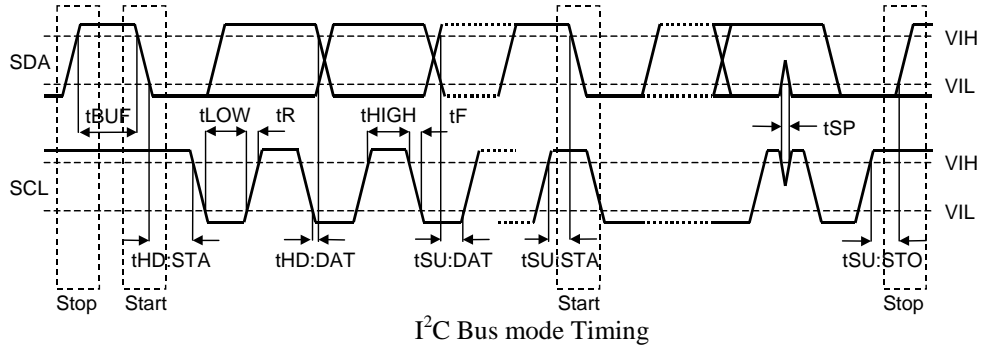 VIH
SDA
VIL
tBUF tLOW tR tHIGH tF tSP
VIH
SCL
VIL
tHD:STA tHD:DAT tSU:DAT tSU:STA tSU:STO
Stop Start Start Stop
I²C Bus mode Timing